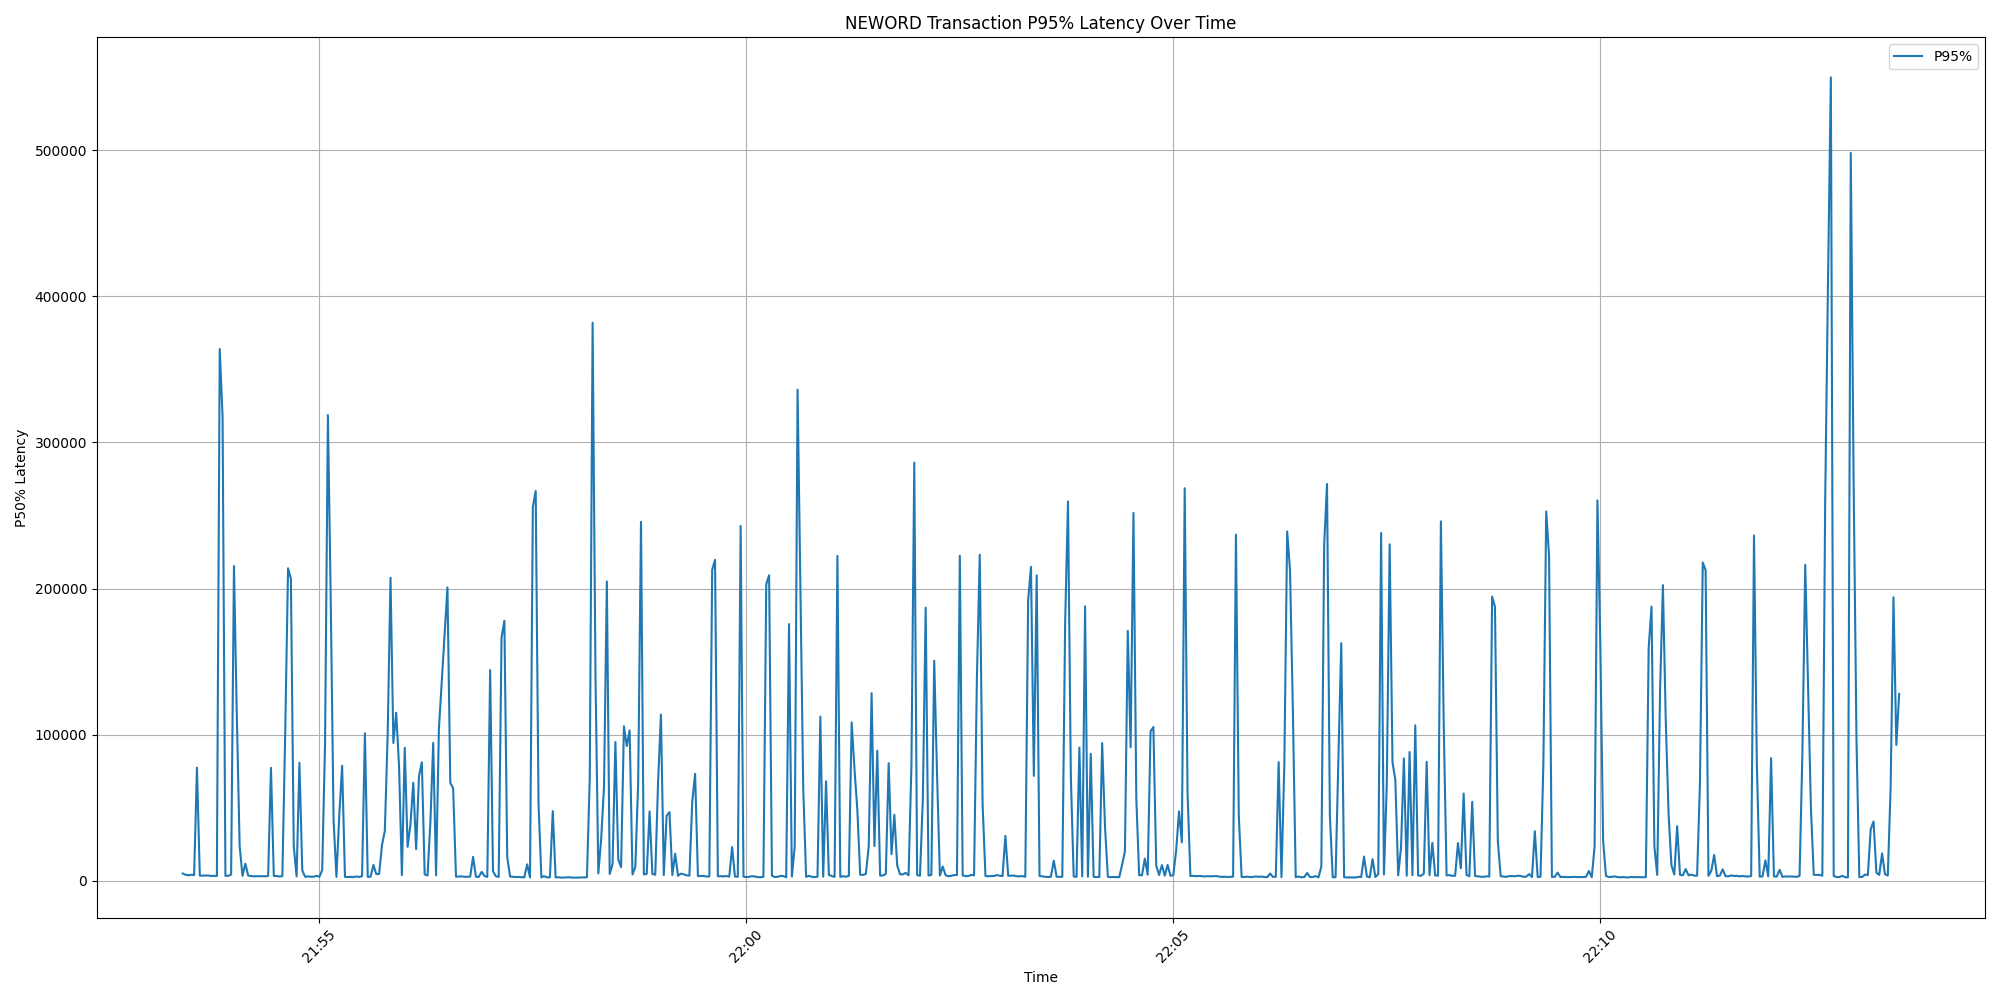 NEWORD Transaction P95% Latency Over Time
P95%
500000
400000
300000
200000
100000
0
P50% Latency
21:55
22:00
22:05
22:10
Time